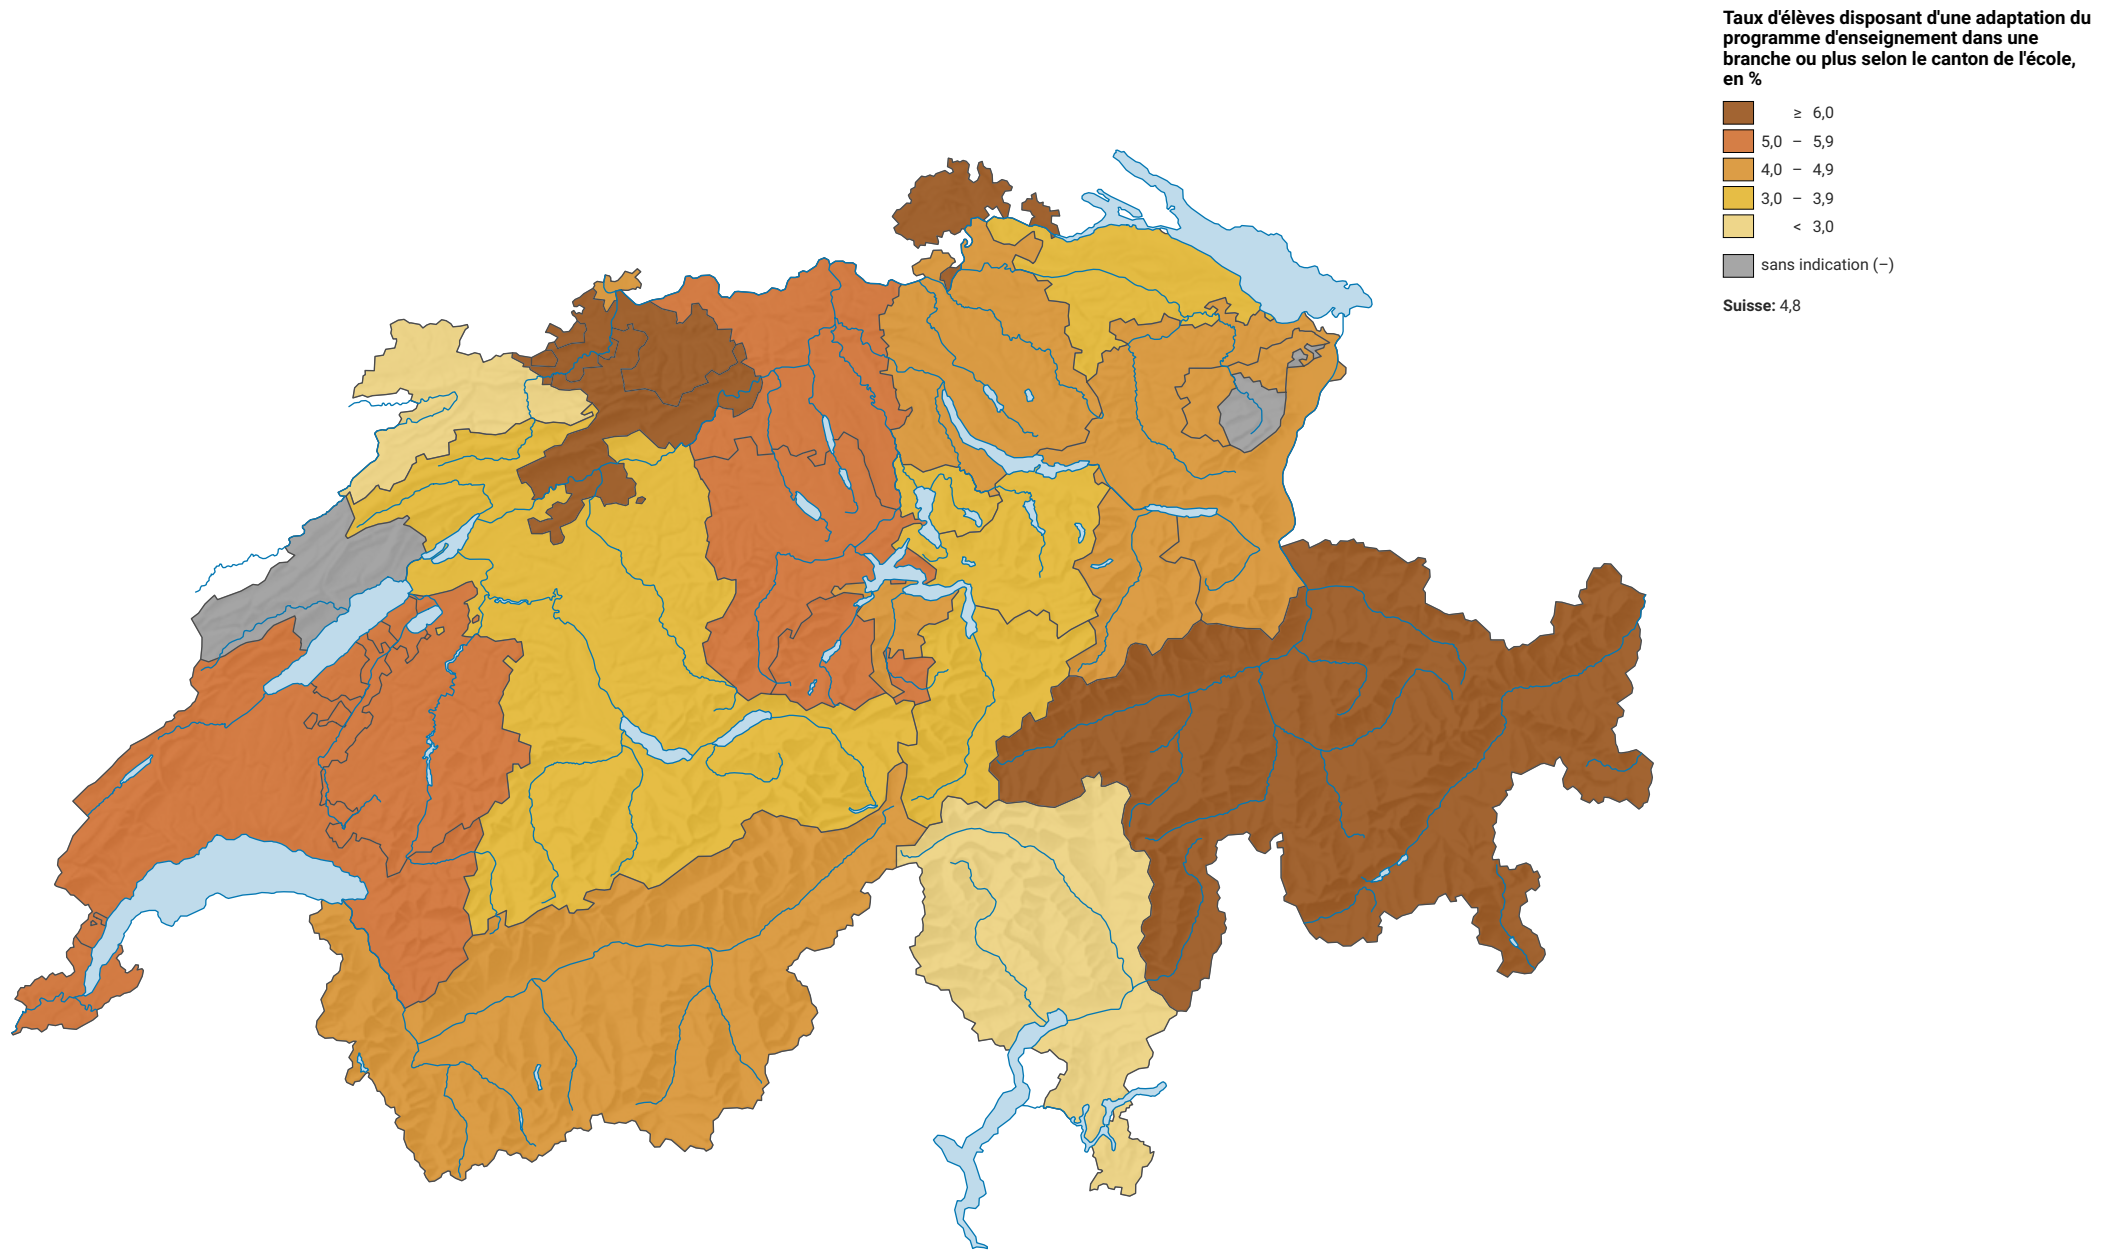 Taux d'élèves disposant d'une adaptation du
programme d'enseignement dans une
branche ou plus selon le canton de l'école,
en %
≥ 6,0
5,0 – 5,9
4,0 – 4,9
3,0 – 3,9
< 3,0
sans indication (–)
Suisse: 4,8